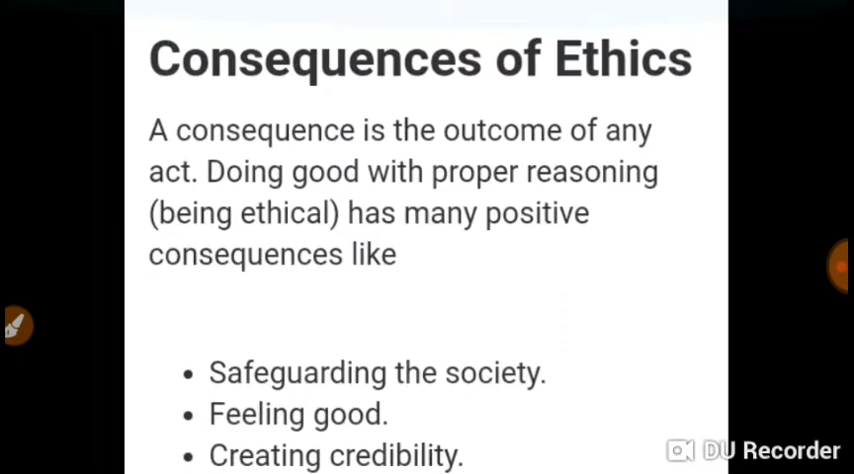 Consequences of Ethics
A consequence is the outcome of any
act. Doing good with proper reasoning
(being ethical) has many positive
consequences like
• Safeguarding the society.
• Feeling good.
• Creating credibility.
DU Recorder